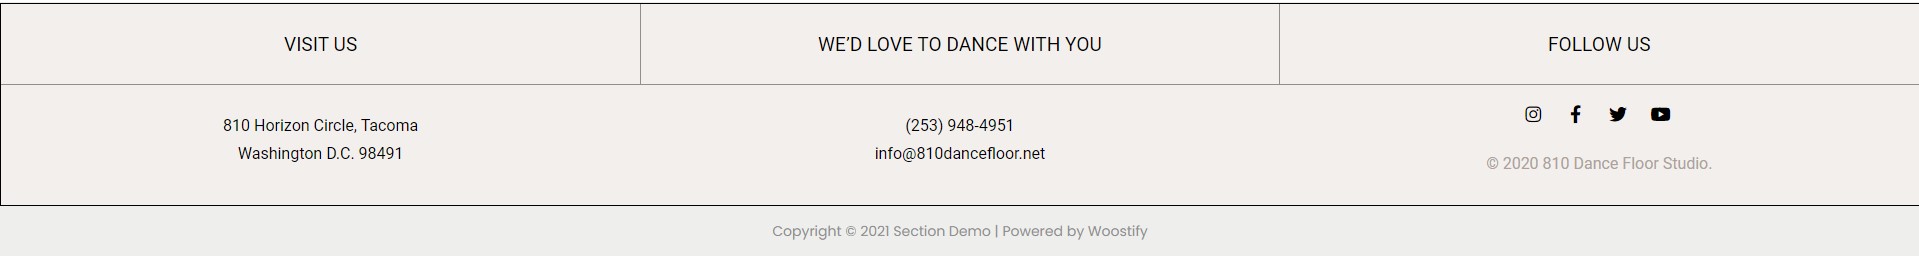 VISIT US
WE’D LOVE TO DANCE WITH YOU
FOLLOW US
810 Horizon Circle, Tacoma
Washington D.C. 98491
(253) 948-4951
info@810dancefloor.net
© 2020 810 Dance Floor Studio.
Copyright © 2021 Section Demo | Powered by Woostify